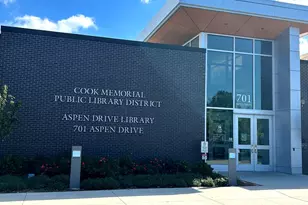 COOK MEMORIAL
PUBLIC LIBRARY DISTRICT
ASPEN DRIVE LIBRARY
701 ASPEN DRIVE
701